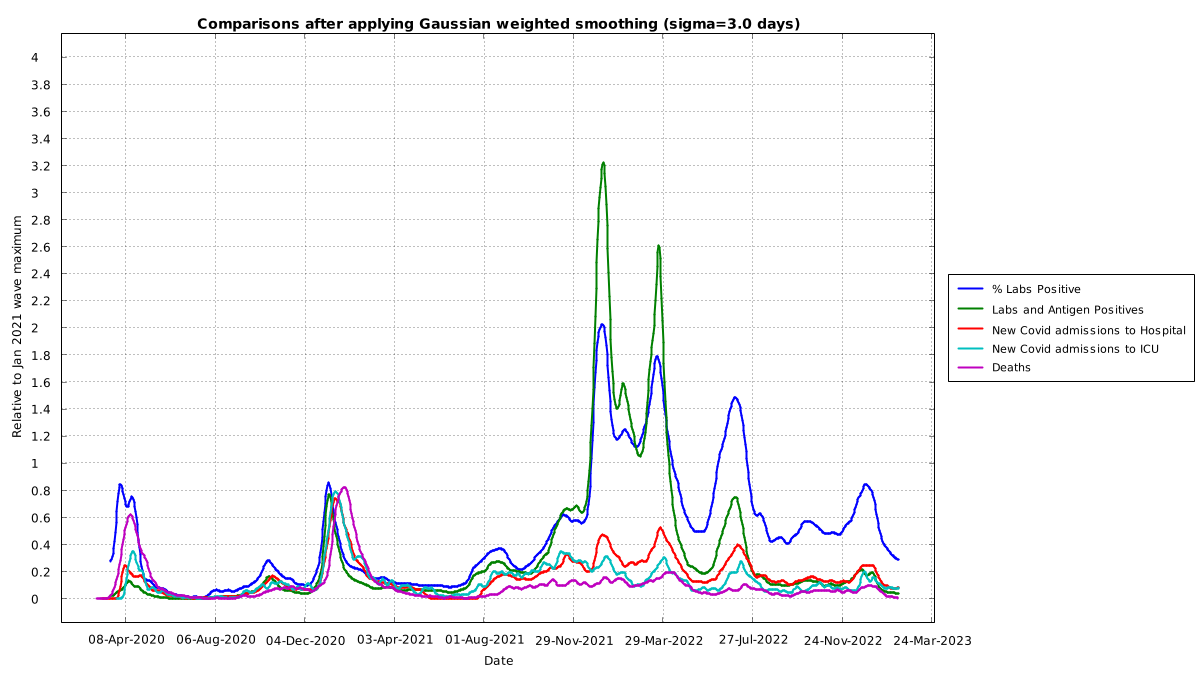 Comparisons after applying Gaussian weighted smoothing (sigma=3.0 days)
4
3.8
3.6
3.4
3.2
3
2.8
2.6
2.4
2.2
2
1.8
1.6
1.4
1.2
1
0.8
0.6
0.4
0.2
0
Relative to Jan 2021 wave maximum
08-Apr-2020 06-Aug-2020 04-Dec-2020 03-Apr-2021 01-Aug-2021 29-Nov-2021 29-Mar-2022 27-Jul-2022 24-Nov-2022 24-Mar-2023
Date
% Labs Positive
Labs and Antigen Positives
New Covid admissions to Hospital
New Covid admissions to ICU
Deaths